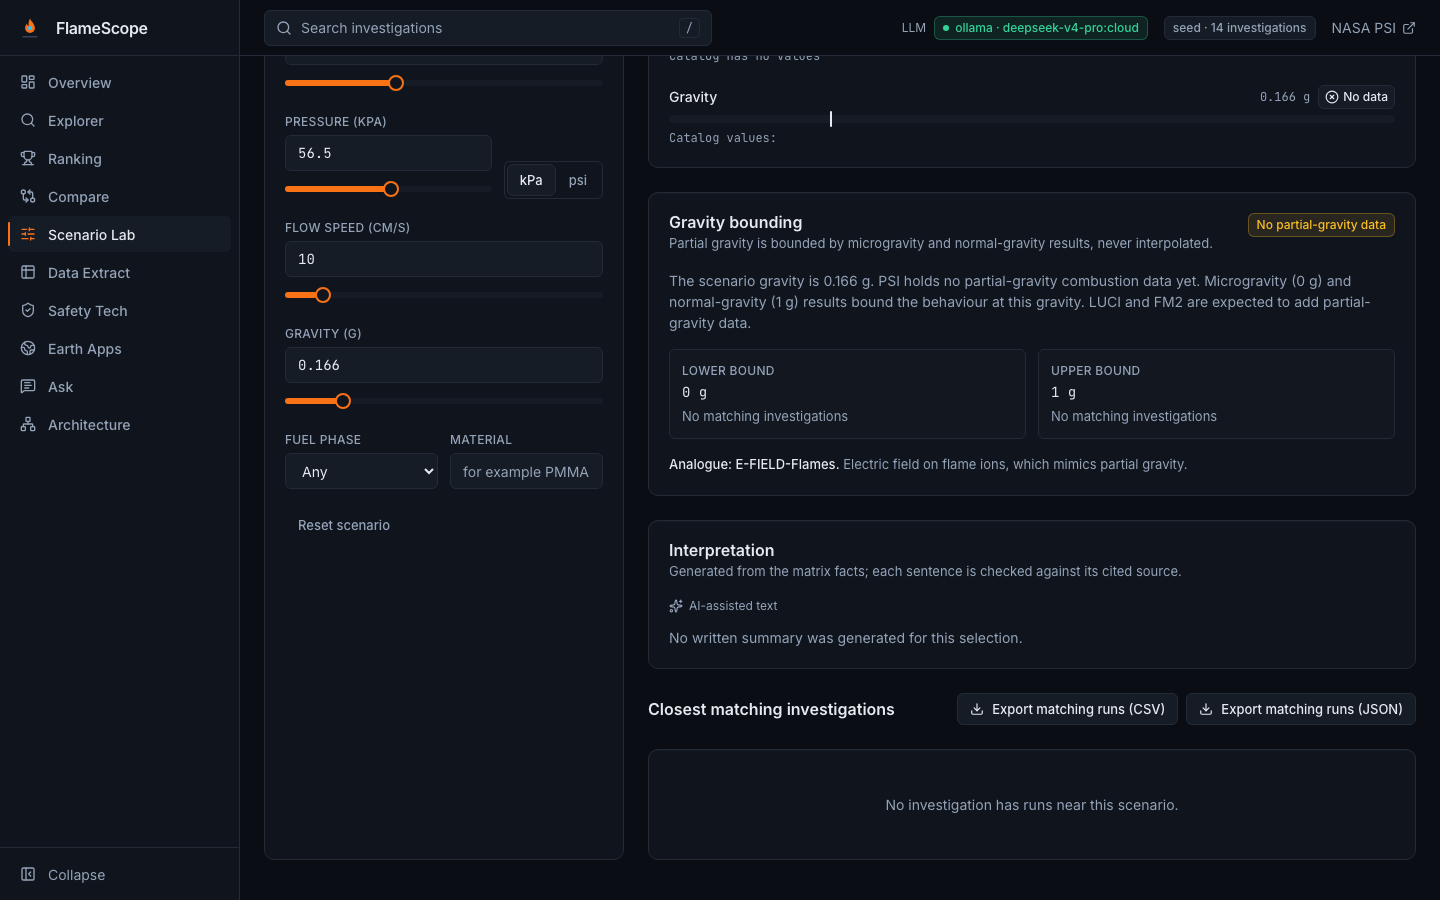 FlameScope
Search investigations
/
LLM
ollama · deepseek-v4-pro:cloud
seed · 14 investigations
NASA PSI
Overview
Explorer
Ranking
Compare
Scenario Lab
Data Extract
Safety Tech
Earth Apps
Ask
Architecture
Collapse
PRESSURE (KPA)
56.5
kPa
psi
FLOW SPEED (CM/S)
10
GRAVITY (G)
0.166
FUEL PHASE
MATERIAL
Any
for example PMMA
Reset scenario
Catalog has no values
Gravity
0.166 g
No data
Catalog values:
Gravity bounding
No partial-gravity data
Partial gravity is bounded by microgravity and normal-gravity results, never interpolated.
The scenario gravity is 0.166 g. PSI holds no partial-gravity combustion data yet. Microgravity (0 g) and
normal-gravity (1 g) results bound the behaviour at this gravity. LUCI and FM2 are expected to add partial-
gravity data.
LOWER BOUND
0 g
No matching investigations
UPPER BOUND
1 g
No matching investigations
Analogue: E-FIELD-Flames. Electric field on flame ions, which mimics partial gravity.
Interpretation
Generated from the matrix facts; each sentence is checked against its cited source.
AI-assisted text
No written summary was generated for this selection.
Closest matching investigations
Export matching runs (CSV)
Export matching runs (JSON)
No investigation has runs near this scenario.